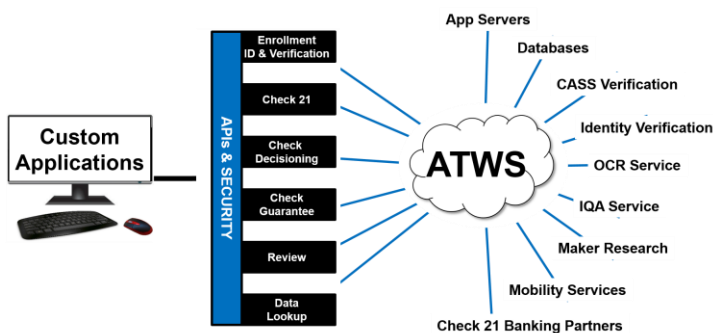 Custom
Applications
APIs & SECURITY
Enrollment
ID & Verification
Check 21
Check
Decisioning
Check
Guarantee
Review
Data
Lookup
ATWS
App Servers
Databases
CASS Verification
Identity Verification
OCR Service
IQA Service
Maker Research
Mobility Services
Check 21 Banking Partners